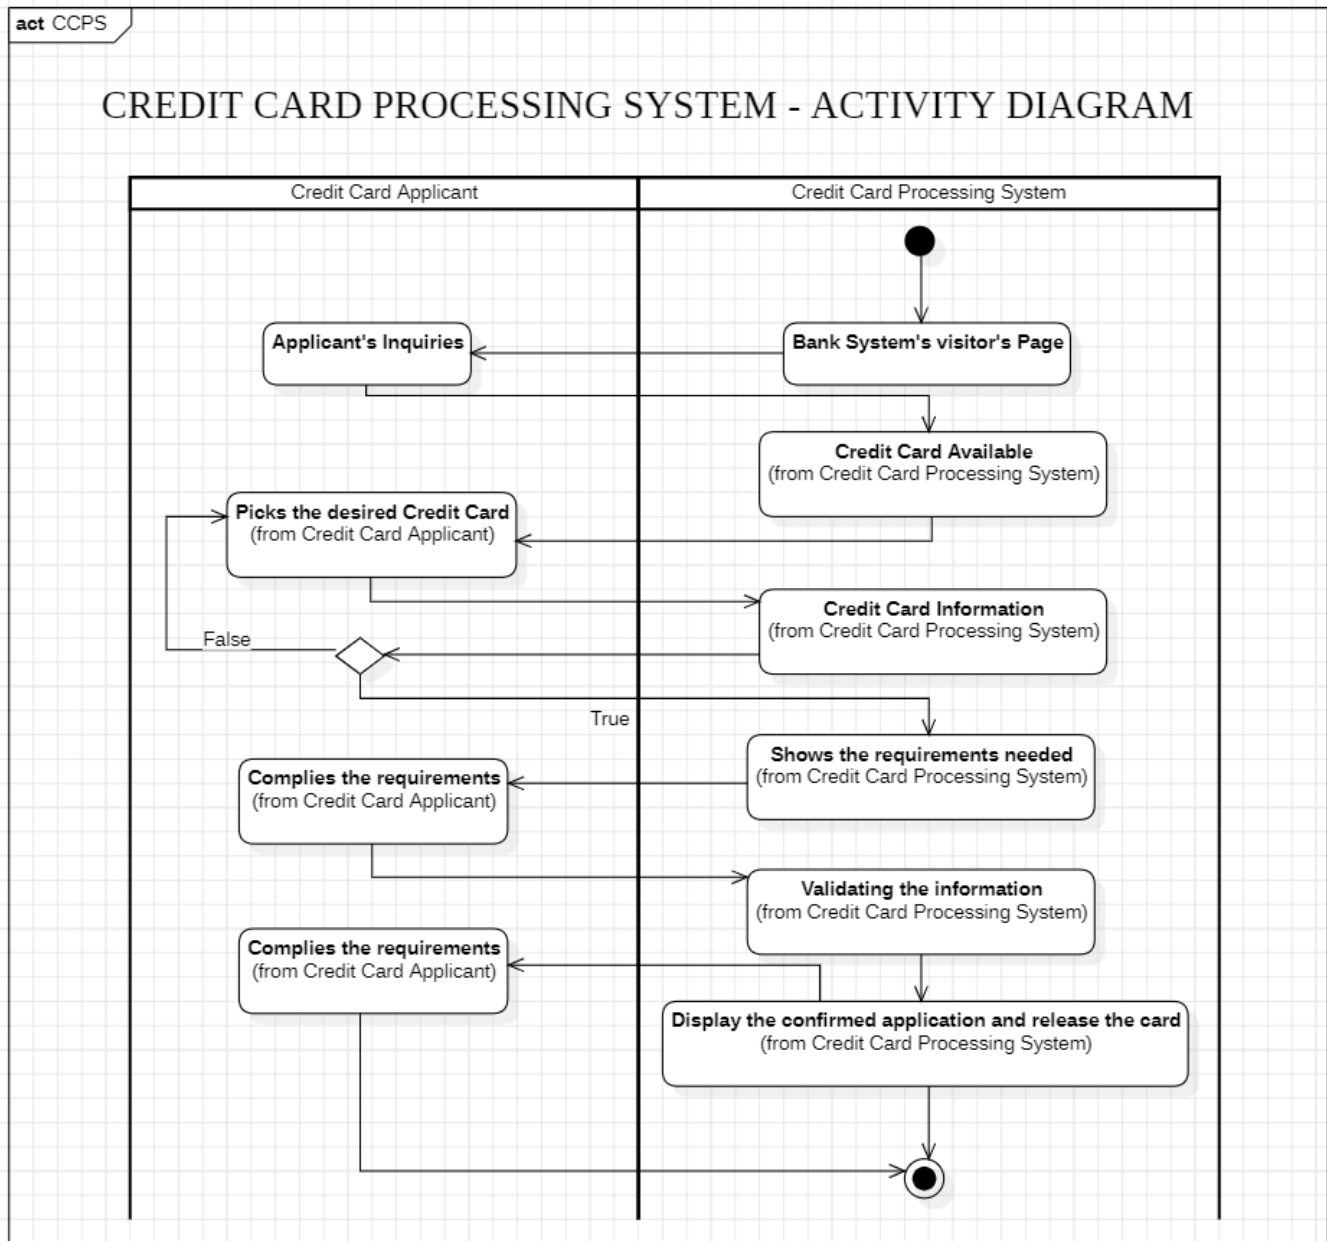 act CCPS
CREDIT CARD PROCESSING SYSTEM - ACTIVITY DIAGRAM
Credit Card Applicant
Credit Card Processing System
Applicant's Inquiries
Bank System's visitor's Page
Credit Card Available
(from Credit Card Processing System)
Picks the desired Credit Card
(from Credit Card Applicant)
Credit Card Information
(from Credit Card Processing System)
False
True
Shows the requirements needed
(from Credit Card Processing System)
Complies the requirements
(from Credit Card Applicant)
Validating the information
(from Credit Card Processing System)
Complies the requirements
(from Credit Card Applicant)
Display the confirmed application and release the card
(from Credit Card Processing System)